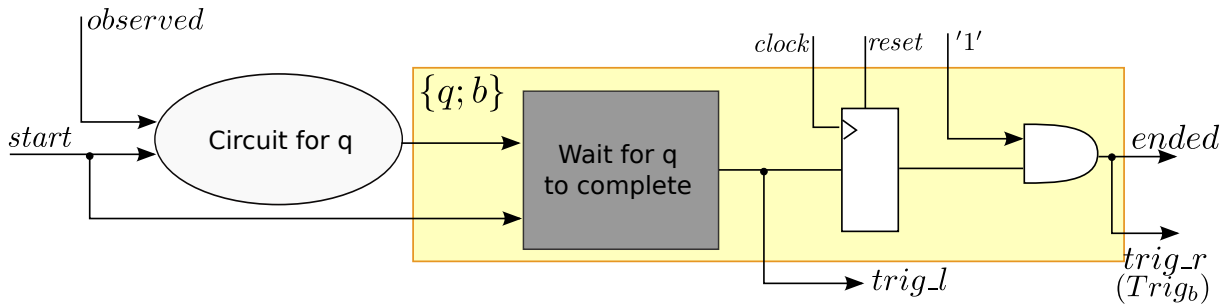 observed
start
Circuit for q
{q; b}
Wait for q
to complete
clock
reset
'1'
ended
trig_l
trig_r
(Trig_b)